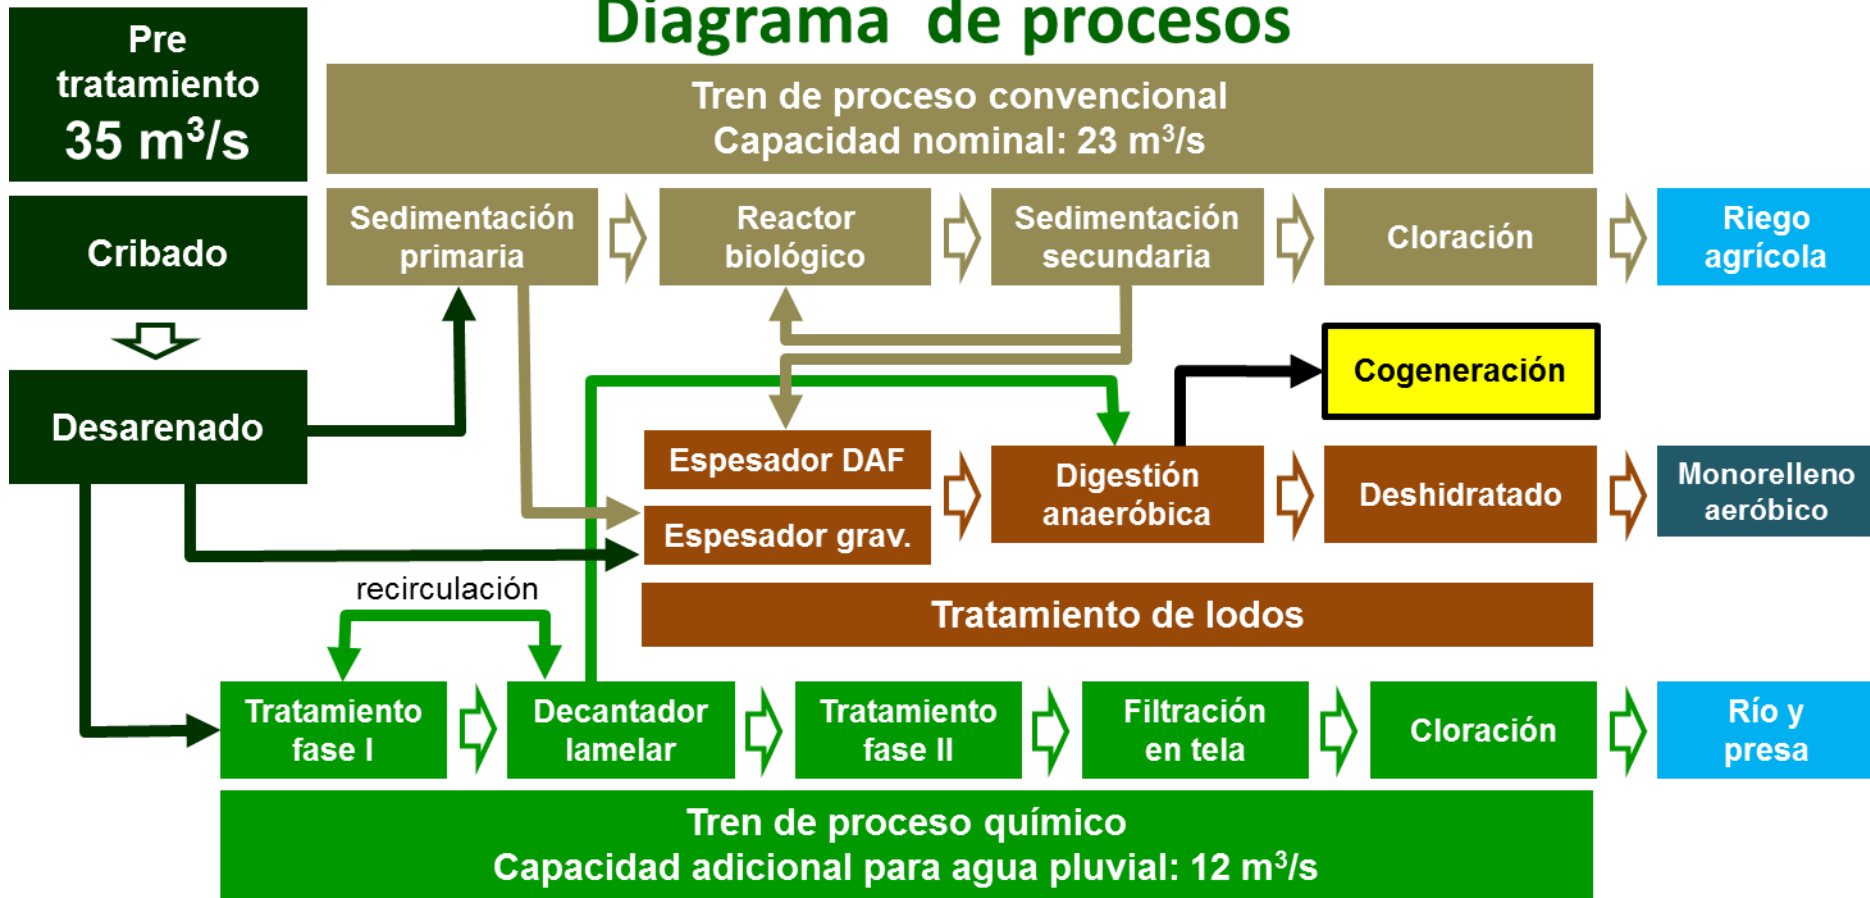 Diagrama de procesos
Pre
tratamiento
35 m³/s
Tren de proceso convencional
Capacidad nominal: 23 m³/s
Cribado
Sedimentación
primaria
Reactor
biológico
Sedimentación
secundaria
Cloración
Riego
agrícola
Desarenado
Cogeneración
Espesador DAF
Espesador grav.
Digestión
anaeróbica
Deshidratado
Monorelleno
aeróbico
Tratamiento de lodos
recirculación
Tratamiento
fase I
Decantador
lamelar
Tratamiento
fase II
Filtración
en tela
Cloración
Río y
presa
Tren de proceso químico
Capacidad adicional para agua pluvial: 12 m³/s